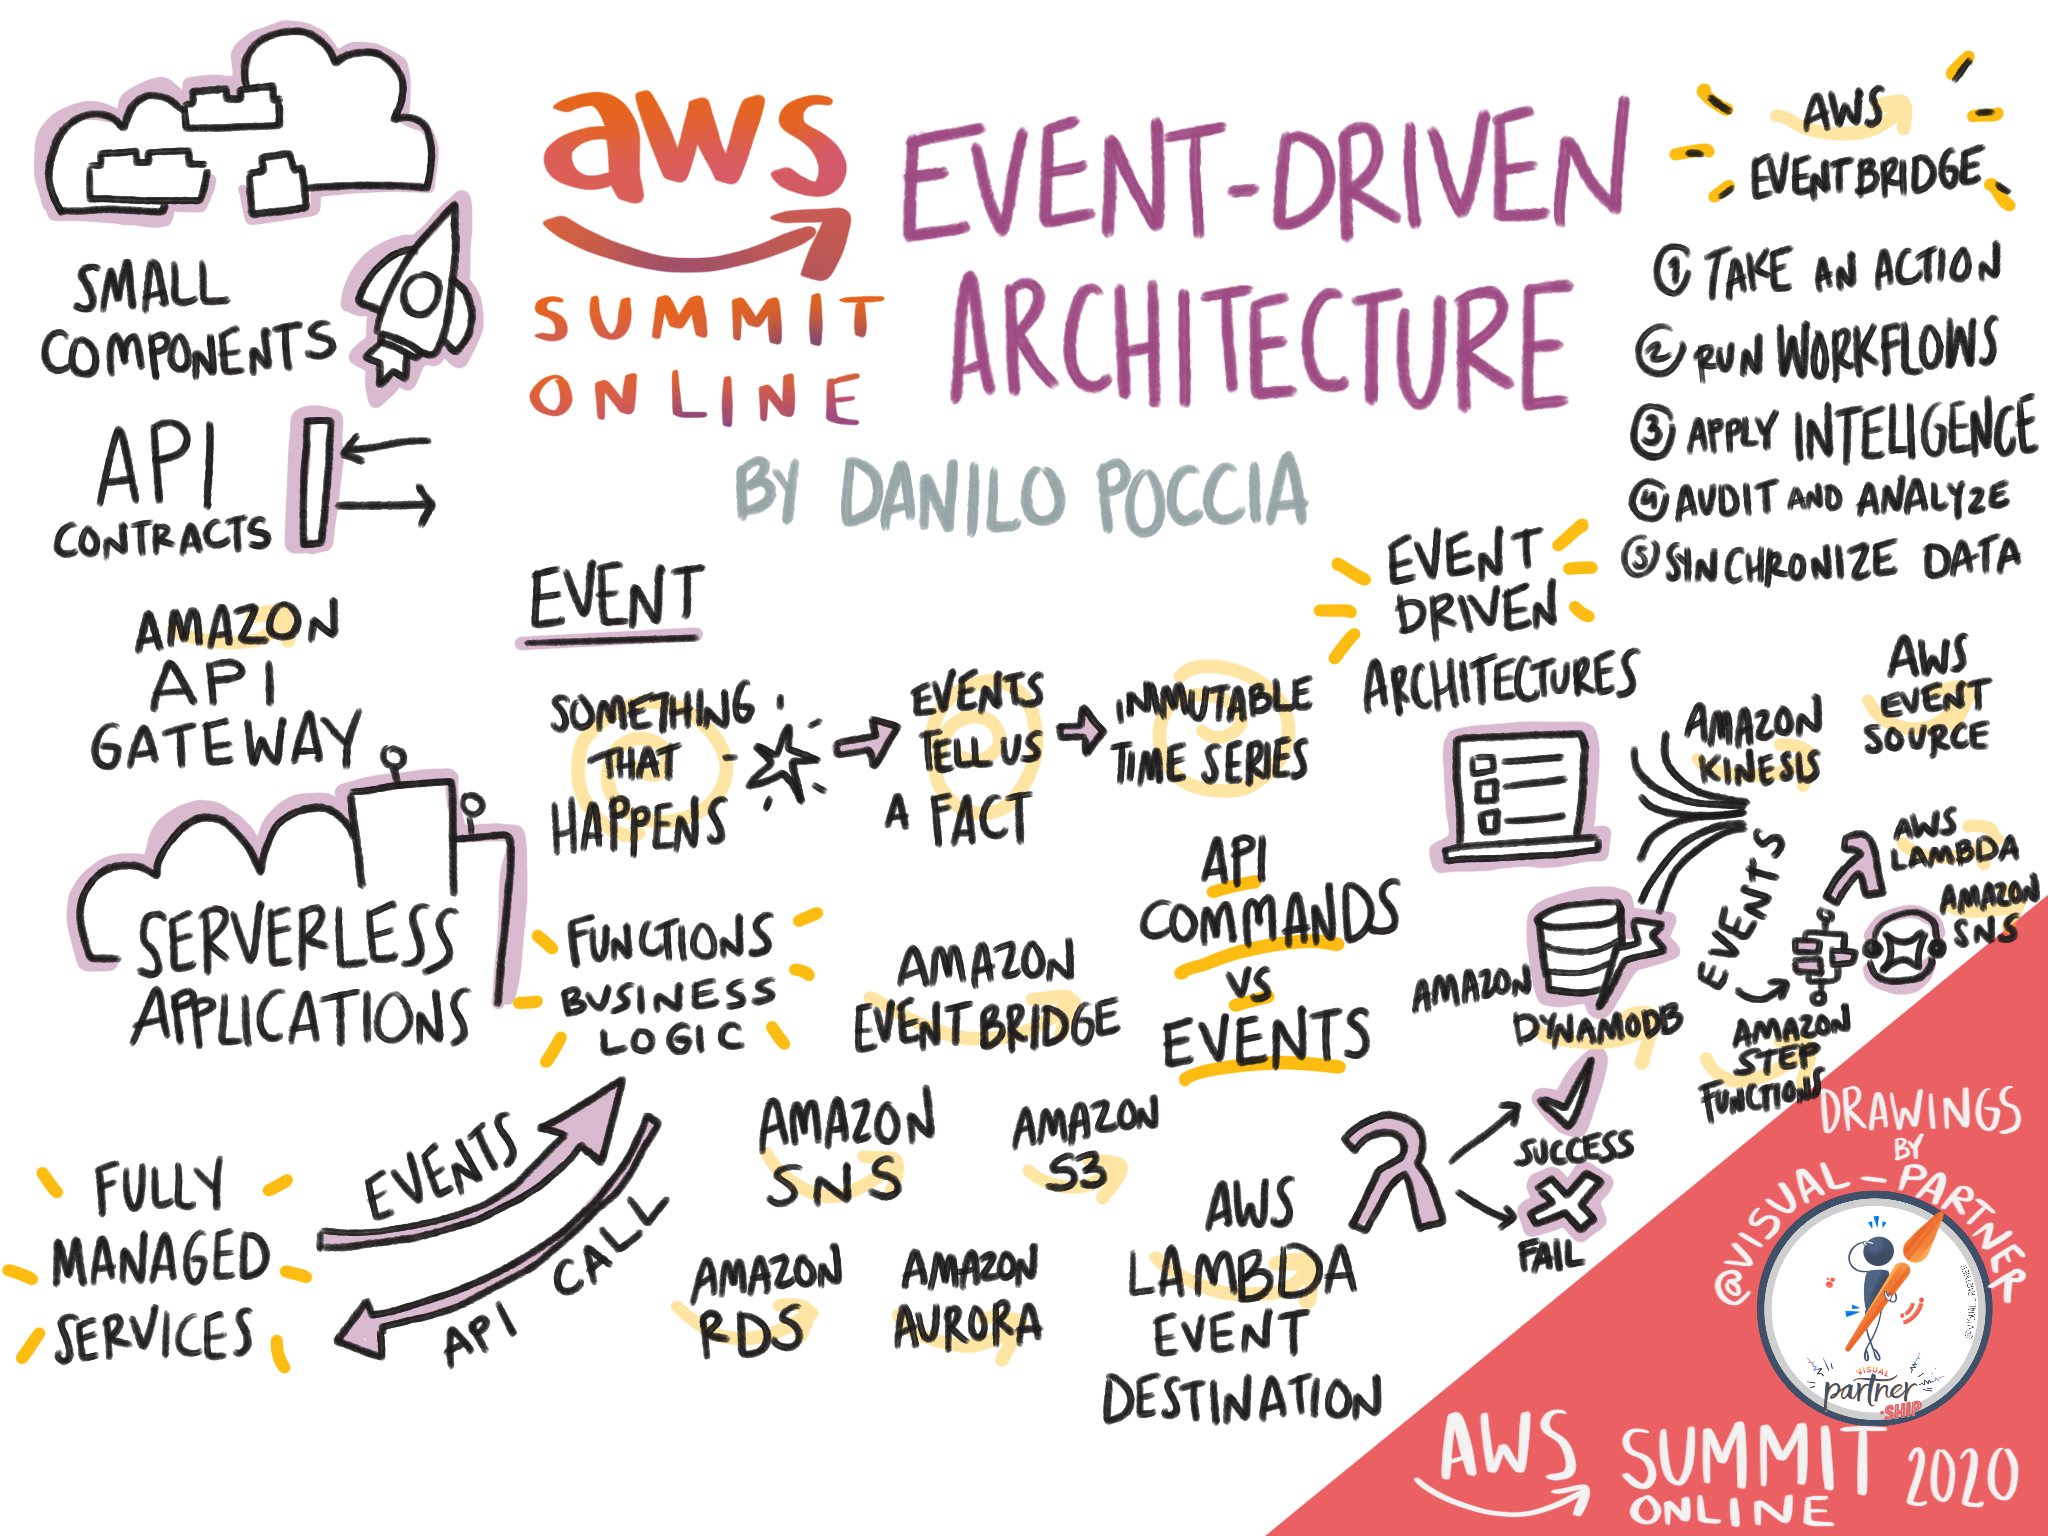 aws
SUMMIT
ONLINE
EVENT-DRIVEN
ARCHITECTURE
BY DANILO POCCIA
SMALL
COMPONENTS
API
CONTRACTS
AMAZON
API
GATEWAY
SERVERLESS
APPLICATIONS
FULLY
MANAGED
SERVICES
EVENTS
API CALL
FUNCTIONS
BUSINESS
LOGIC
EVENT
SOMETHING
THAT
HAPPENS
EVENTS
TELL US
A FACT
INMUTABLE
TIME SERIES
AMAZON
EVENTBRIDGE
API
COMMANDS
VS
EVENTS
AMAZON
SNS
AMAZON
S3
AMAZON
RDS
AMAZON
AURORA
AWS
LAMBDA
EVENT
DESTINATION
SUCCESS
FAIL
AWS
EVENTBRIDGE
1 TAKE AN ACTION
2 RUN WORKFLOWS
3 APPLY INTELIGENCE
4 AUDIT AND ANALYZE
5 SINCHRONIZE DATA
EVENT
DRIVEN
ARCHITECTURES
AMAZON
KINESIS
AWS
EVENT
SOURCE
EVENTS
AWS
LAMBDA
AMAZON
SNS
AMAZON
DYNAMODB
AMAZON
STEP
FUNCTIONS
DRAWINGS
BY
@VISUAL_PARTNER
@VISUAL_PARTNER
VISUAL
partner
·SHIP
AWS SUMMIT 2020
ONLINE